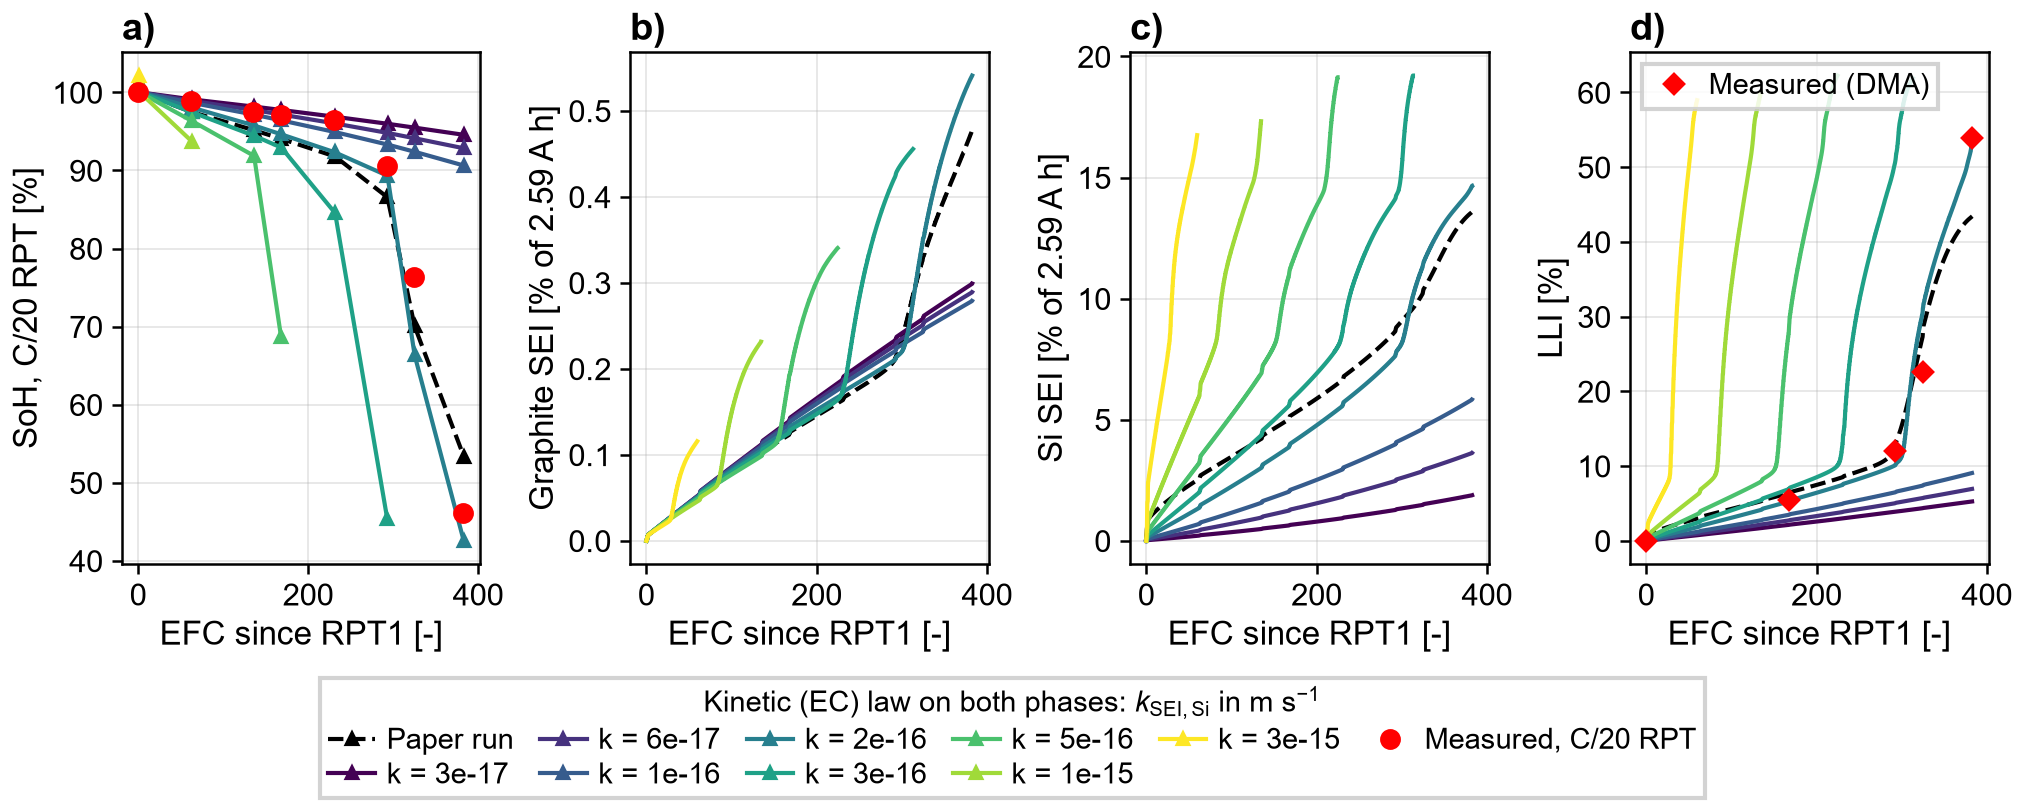 a)
b)
c)
d)
100
90
80
70
60
50
40
0
200
400
SoH, C/20 RPT [%]
EFC since RPT1 [-]
0.5
0.4
0.3
0.2
0.1
0.0
0
200
400
Graphite SEI [% of 2.59 A h]
EFC since RPT1 [-]
20
15
10
5
0
0
200
400
Si SEI [% of 2.59 A h]
EFC since RPT1 [-]
Measured (DMA)
60
50
40
30
20
10
0
0
200
400
LLI [%]
EFC since RPT1 [-]
Kinetic (EC) law on both phases: k_SEI, Si in m s⁻¹
Paper run
k = 6e-17
k = 2e-16
k = 5e-16
k = 3e-15
Measured, C/20 RPT
k = 3e-17
k = 1e-16
k = 3e-16
k = 1e-15